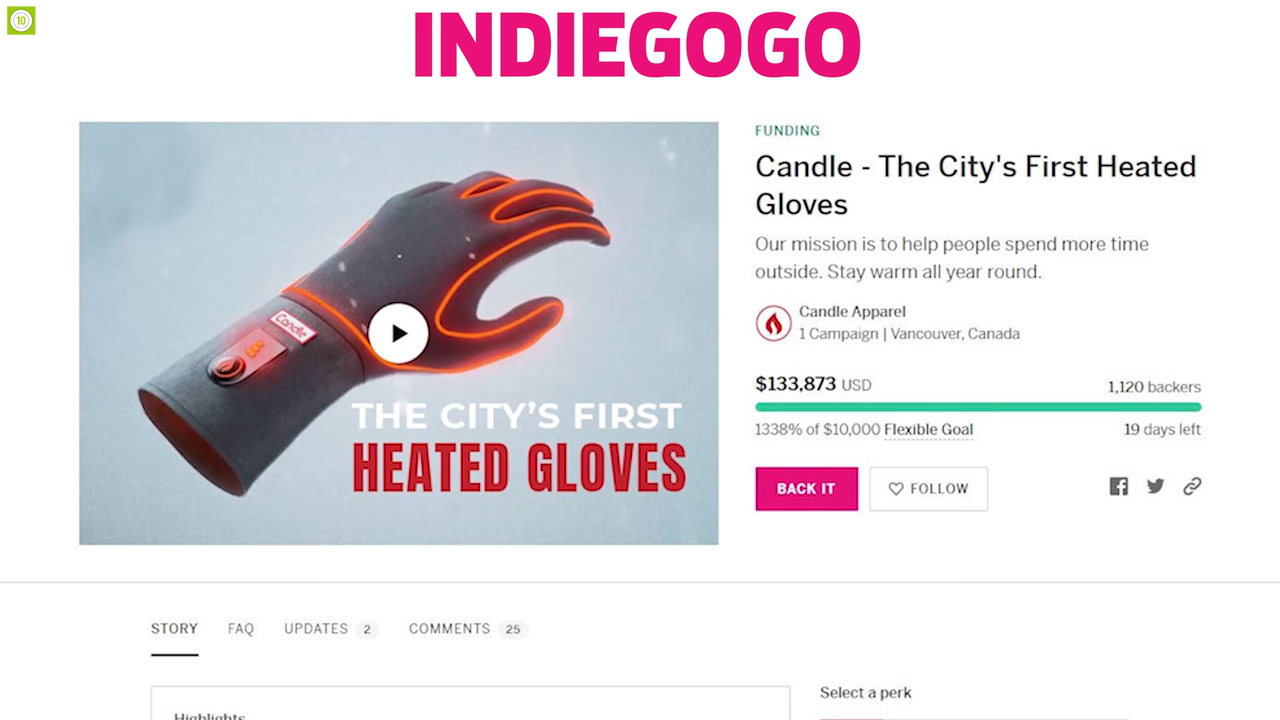 10
INDIEGOGO
FUNDING
Candle - The City's First Heated
Gloves
Our mission is to help people spend more time
outside. Stay warm all year round.
Candle Apparel
1 Campaign | Vancouver, Canada
$133,873 USD
1,120 backers
1338% of $10,000 Flexible Goal
19 days left
BACK IT
FOLLOW
Candle
THE CITY'S FIRST
HEATED GLOVES
STORY
FAQ
UPDATES 2
COMMENTS 25
Highlights
Select a perk